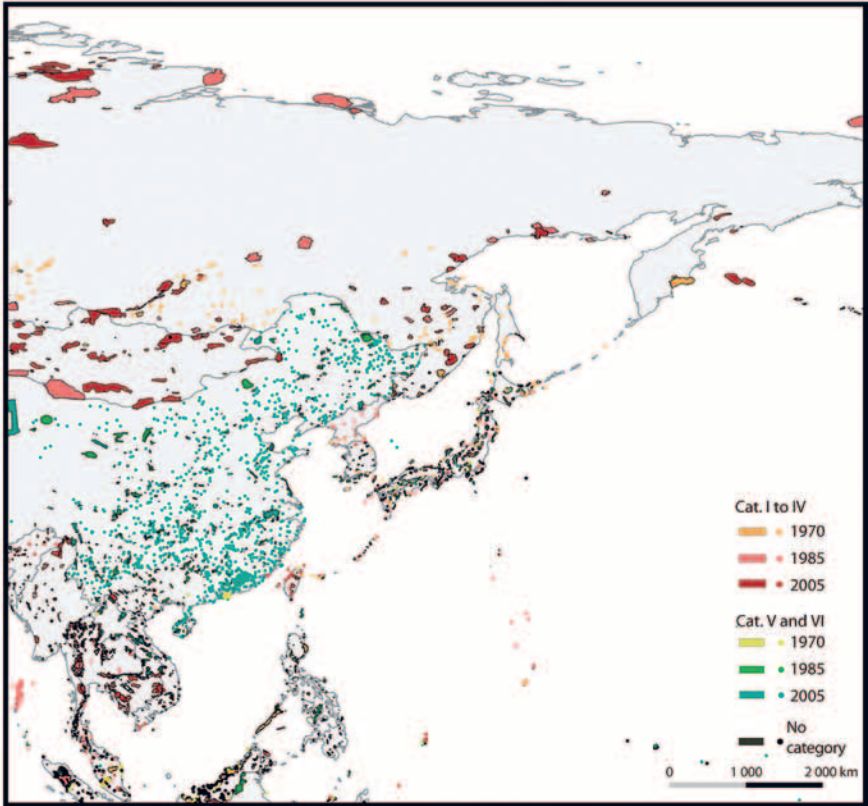 Cat. I to IV
1970
1985
2005
Cat. V and VI
1970
1985
2005
No
category
0 1 000 2 000 km